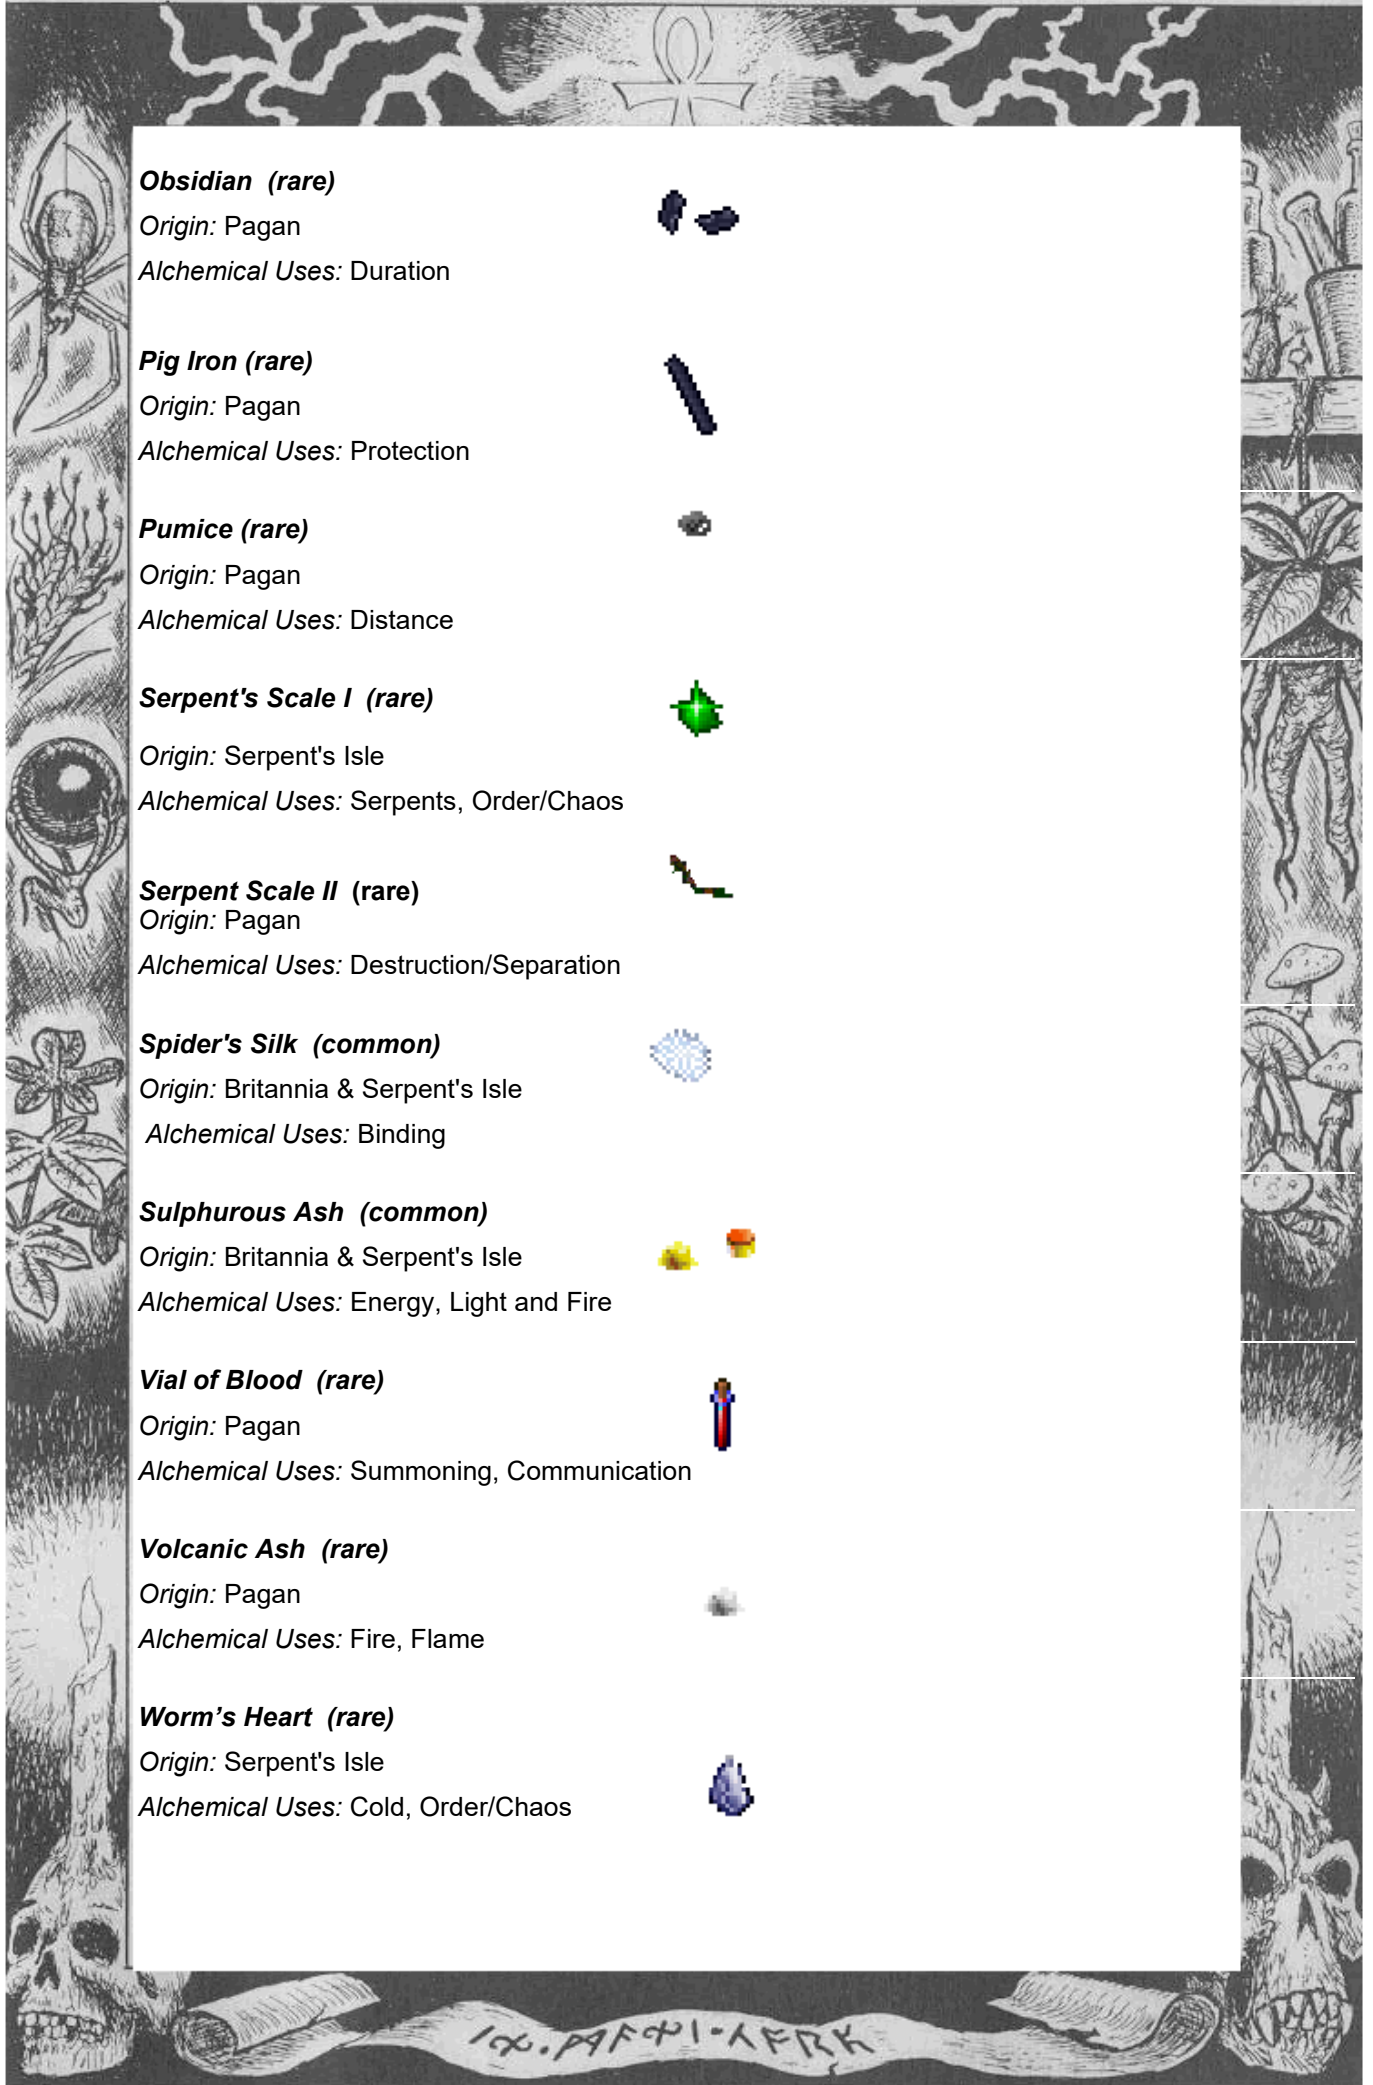 Obsidian (rare)
Origin: Pagan
Alchemical Uses: Duration
Pig Iron (rare)
Origin: Pagan
Alchemical Uses: Protection
Pumice (rare)
Origin: Pagan
Alchemical Uses: Distance
Serpent's Scale I (rare)
Origin: Serpent's Isle
Alchemical Uses: Serpents, Order/Chaos
Serpent Scale II (rare)
Origin: Pagan
Alchemical Uses: Destruction/Separation
Spider's Silk (common)
Origin: Britannia & Serpent's Isle
Alchemical Uses: Binding
Sulphurous Ash (common)
Origin: Britannia & Serpent's Isle
Alchemical Uses: Energy, Light and Fire
Vial of Blood (rare)
Origin: Pagan
Alchemical Uses: Summoning, Communication
Volcanic Ash (rare)
Origin: Pagan
Alchemical Uses: Fire, Flame
Worm’s Heart (rare)
Origin: Serpent's Isle
Alchemical Uses: Cold, Order/Chaos